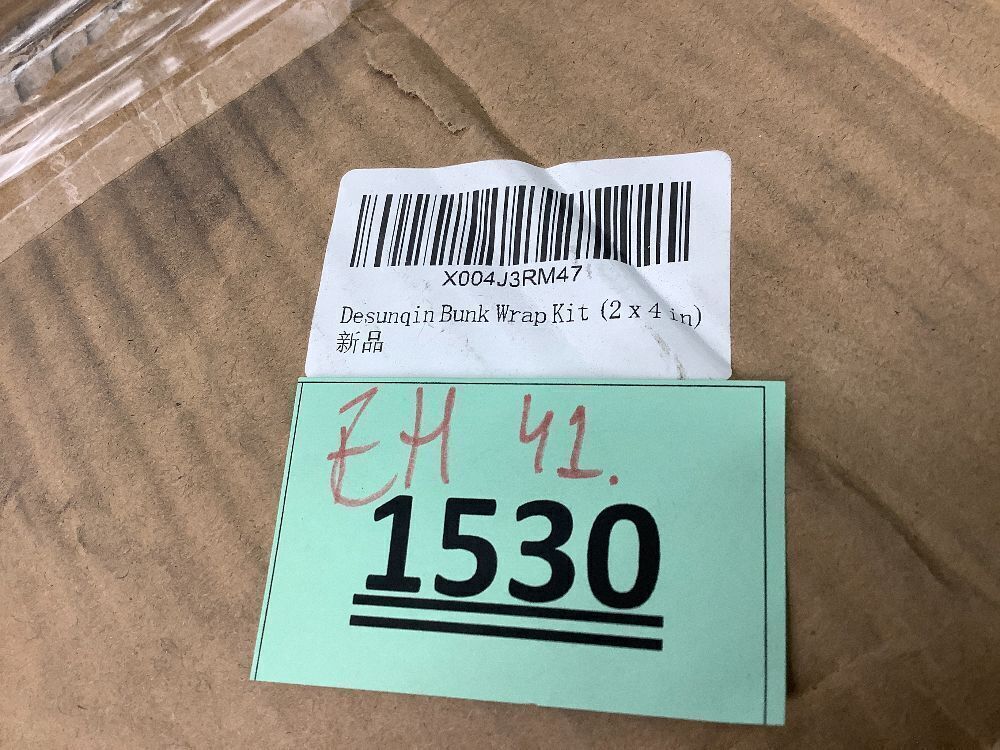 X004J3RM47
Desunqin Bunk Wrap Kit (2 x 4 in)
新品
EH 41.
1530